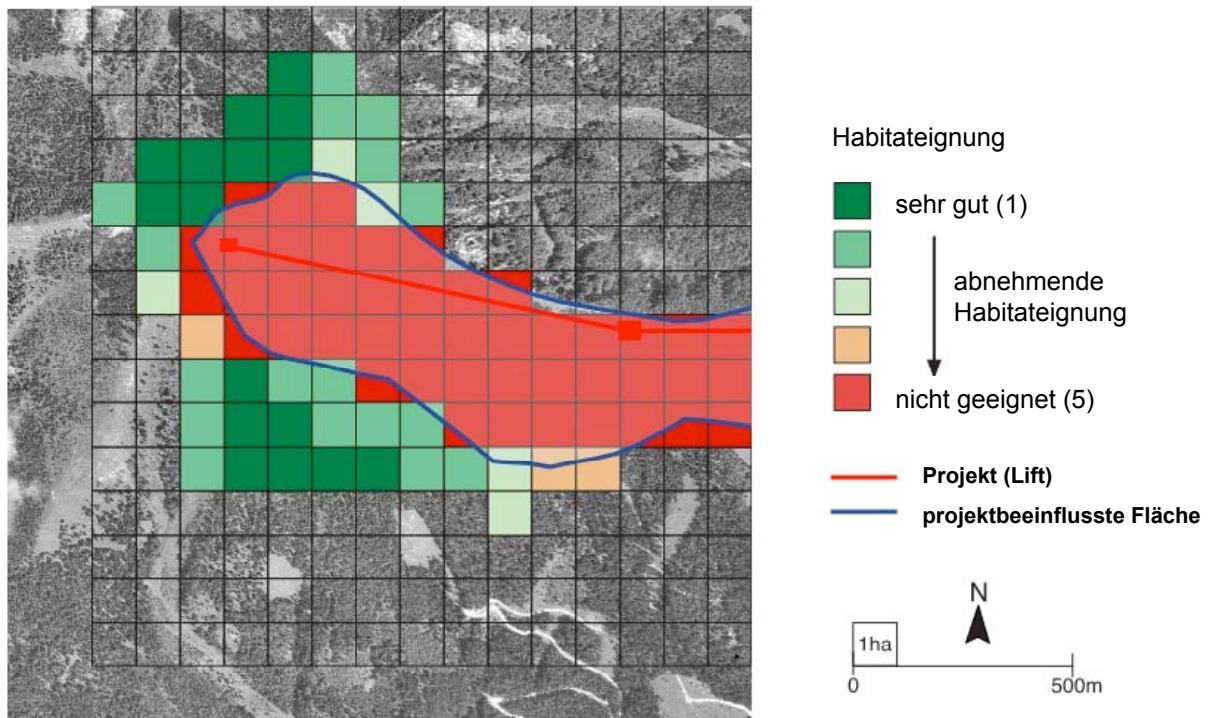 Habitateignung
sehr gut (1)
abnehmende
Habitateignung
nicht geeignet (5)
Projekt (Lift)
projektbeeinflusste Fläche
N
1ha
0
500m